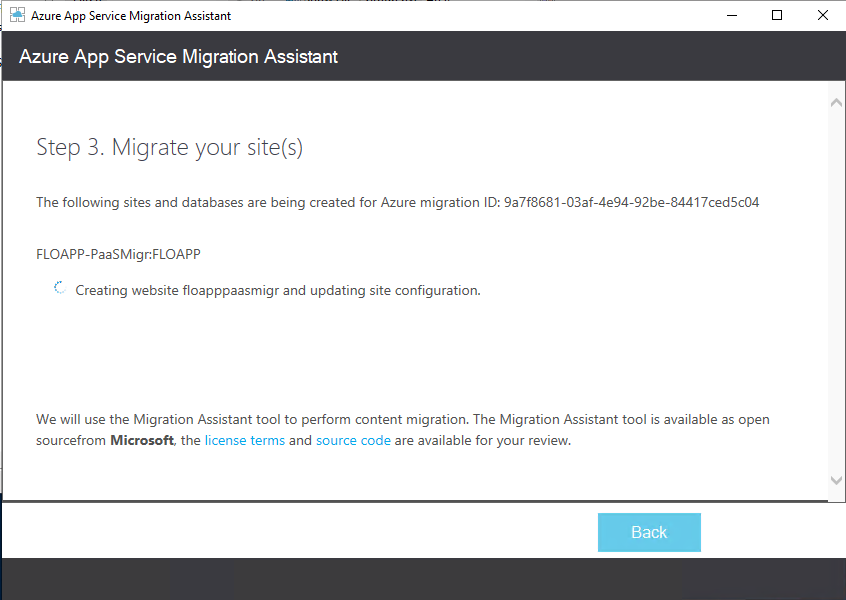 Azure App Service Migration Assistant
Azure App Service Migration Assistant
Step 3. Migrate your site(s)
The following sites and databases are being created for Azure migration ID: 9a7f8681-03af-4e94-92be-84417ced5c04
FLOAPP-PaaSMigr:FLOAPP
Creating website floapppaasmigr and updating site configuration.
We will use the Migration Assistant tool to perform content migration. The Migration Assistant tool is available as open
sourcefrom Microsoft, the license terms and source code are available for your review.
Back